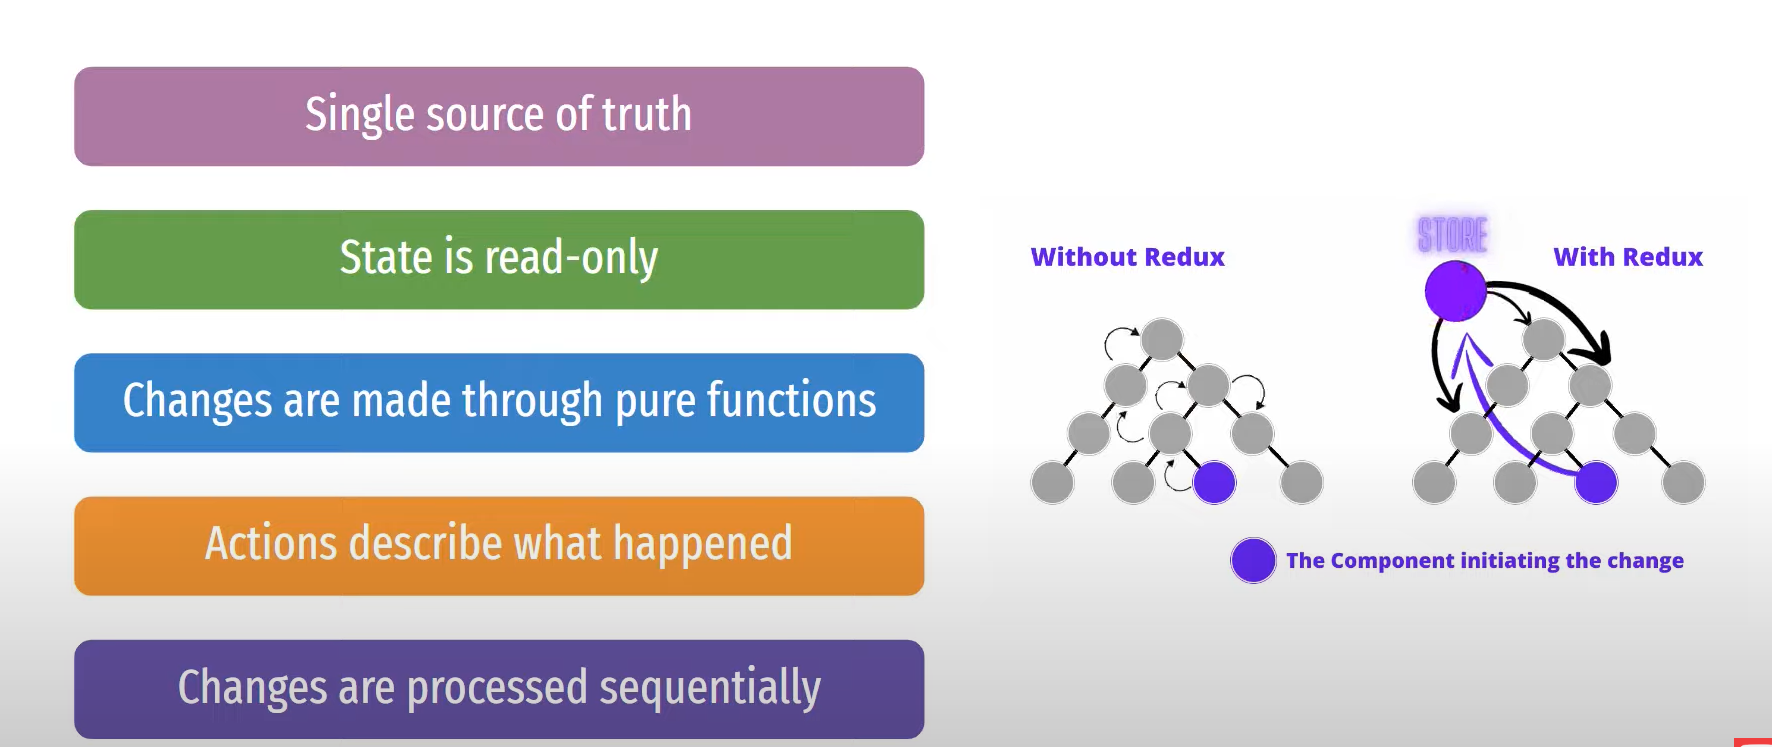 Single source of truth
State is read-only
Changes are made through pure functions
Actions describe what happened
Changes are processed sequentially
Without Redux
STORE
With Redux
The Component initiating the change